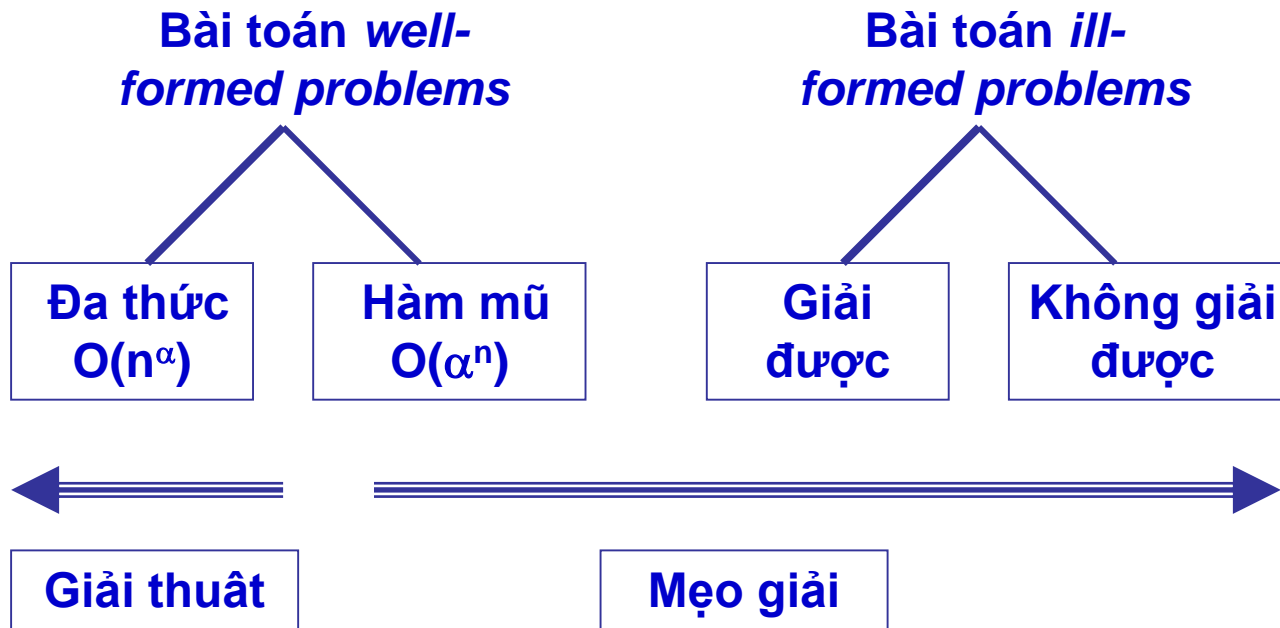 Bài toán well-
formed problems
Bài toán ill-
formed problems
Đa thức
O(nᵅ)
Hàm mũ
O(αⁿ)
Giải
được
Không giải
được
Giải thuât
Mẹo giải